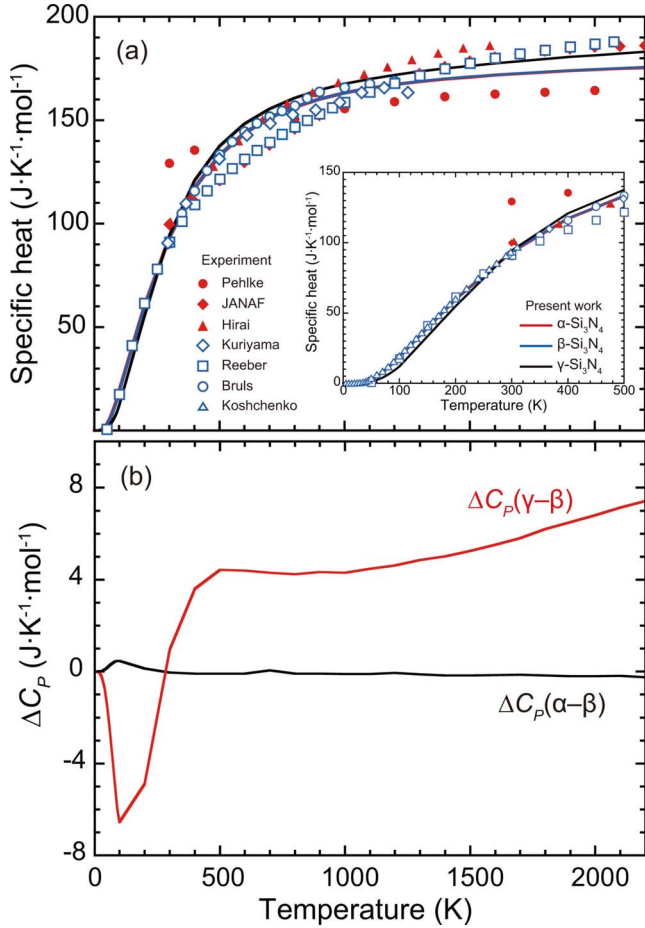 (a)
Specific heat (J·K⁻¹·mol⁻¹)
200
150
100
50
Experiment
Pehlke
JANAF
Hirai
Kuriyama
Reeber
Bruls
Koshchenko
Specific heat (J·K⁻¹·mol⁻¹)
150
100
50
0
0 100 200 300 400 500
Temperature (K)
Present work
α-Si₃N₄
β-Si₃N₄
γ-Si₃N₄
(b)
ΔC_P (J·K⁻¹·mol⁻¹)
8
4
0
-4
-8
ΔC_P(γ–β)
ΔC_P(α–β)
0 500 1000 1500 2000
Temperature (K)